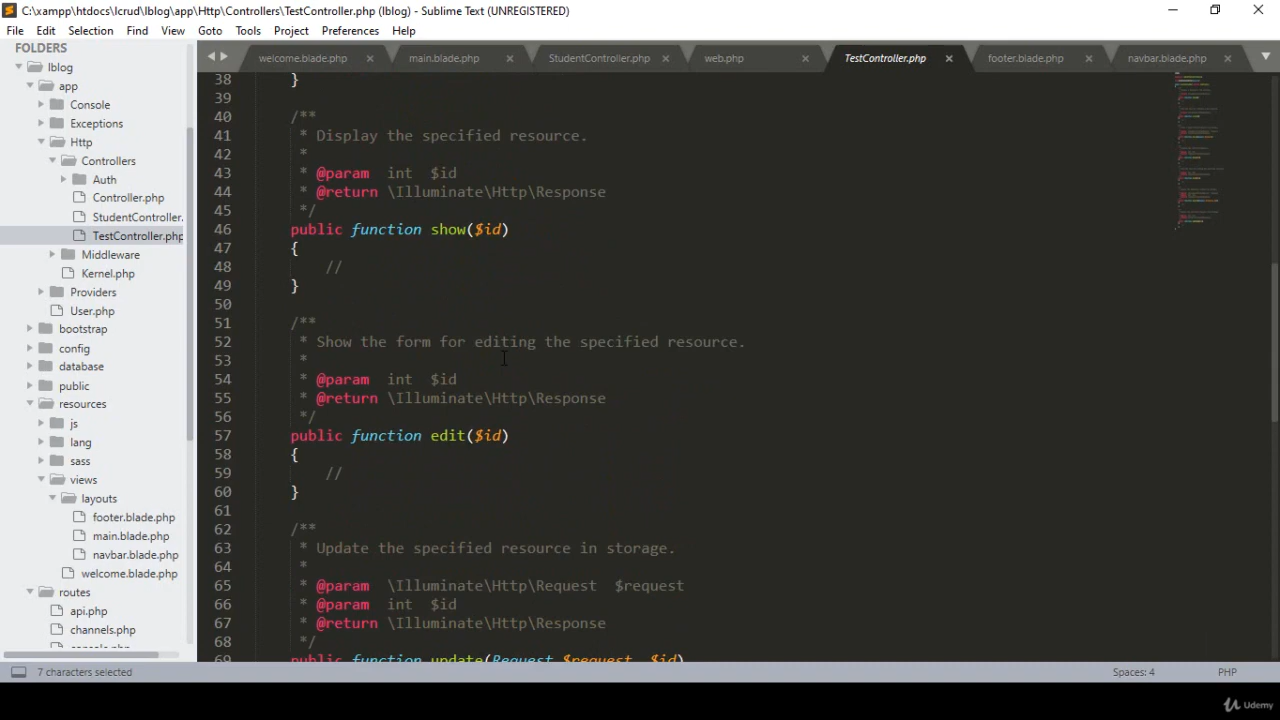 C:\xampp\htdocs\lcrud\lblog\app\Http\Controllers\TestController.php (lblog) - Sublime Text (UNREGISTERED)
File Edit Selection Find View Goto Tools Project Preferences Help
FOLDERS
lblog
app
Console
Exceptions
Http
Controllers
Auth
Controller.php
StudentController.
TestController.php
Middleware
Kernel.php
Providers
User.php
bootstrap
config
database
public
resources
js
lang
sass
views
layouts
footer.blade.php
main.blade.php
navbar.blade.php
welcome.blade.php
routes
api.php
channels.php
console.php
welcome.blade.php main.blade.php StudentController.php web.php TestController.php footer.blade.php navbar.blade.php
38 }
39
40 /**
41 * Display the specified resource.
42 *
43 * @param int $id
44 * @return \Illuminate\Http\Response
45 */
46 public function show($id)
47 {
48 //
49 }
50
51 /**
52 * Show the form for editing the specified resource.
53 *
54 * @param int $id
55 * @return \Illuminate\Http\Response
56 */
57 public function edit($id)
58 {
59 //
60 }
61
62 /**
63 * Update the specified resource in storage.
64 *
65 * @param \Illuminate\Http\Request $request
66 * @param int $id
67 * @return \Illuminate\Http\Response
68 */
69 public function update(Request $request, $id)
7 characters selected
Spaces: 4
PHP
Udemy